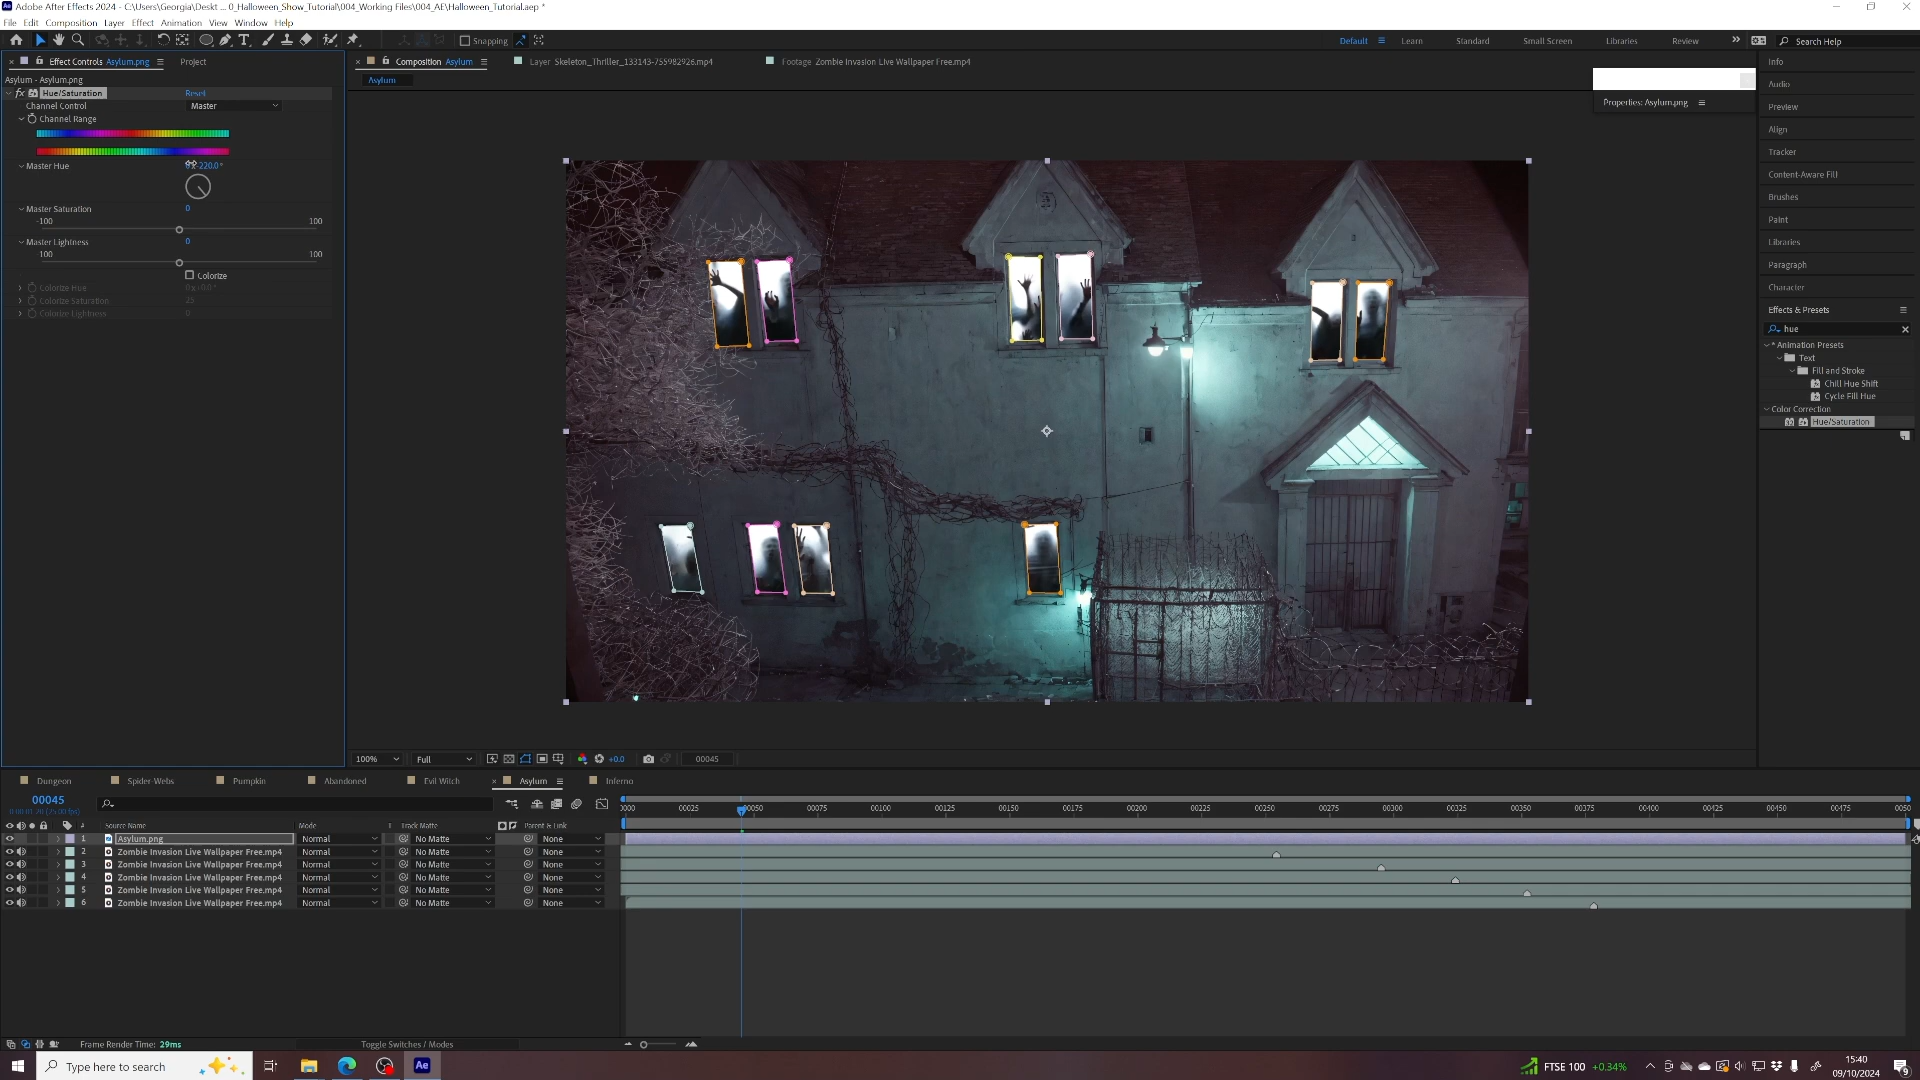 Adobe After Effects 2024 - C:\Users\Georgia\Deskt ... 0_Halloween_Show_Tutorial\004_Working Files\004_AE\Halloween_Tutorial.aep *
File Edit Composition Layer Effect Animation View Window Help
Snapping
Default Learn Standard Small Screen Libraries Review Search Help
Effect Controls Asylum.png Project
Composition Asylum Layer Skeleton_Thriller_133143-755982926.mp4 Footage Zombie Invasion Live Wallpaper Free.mp4
Asylum - Asylum.png
Asylum
fx Hue/Saturation Reset
Channel Control Master
Channel Range
Master Hue -220.0°
Master Saturation 0
-100 100
Master Lightness 0
100 100
Colorize
Colorize Hue 0 x +0.0°
Colorize Saturation 25
Colorize Lightness 0
Properties: Asylum.png
Info
Audio
Preview
Align
Tracker
Content-Aware Fill
Brushes
Paint
Libraries
Paragraph
Character
Effects & Presets
hue
* Animation Presets
Text
Fill and Stroke
Chill Hue Shift
Cycle Fill Hue
Color Correction
Hue/Saturation
100% Full +0.0 00045
Dungeon Spider-Webs Pumpkin Abandoned Evil Witch Asylum Inferno
00045
0000 00025 00050 00075 00100 00125 00150 00175 00200 00225 00250 00275 00300 00325 00350 00375 00400 00425 00450 00475 0050
# Source Name Mode T Track Matte Parent & Link
1 Asylum.png Normal No Matte None
2 Zombie Invasion Live Wallpaper Free.mp4 Normal No Matte None
3 Zombie Invasion Live Wallpaper Free.mp4 Normal No Matte None
4 Zombie Invasion Live Wallpaper Free.mp4 Normal No Matte None
5 Zombie Invasion Live Wallpaper Free.mp4 Normal No Matte None
6 Zombie Invasion Live Wallpaper Free.mp4 Normal No Matte None
Frame Render Time: 29ms Toggle Switches / Modes
Type here to search Ae FTSE 100 +0.34% 15:40
09/10/2024